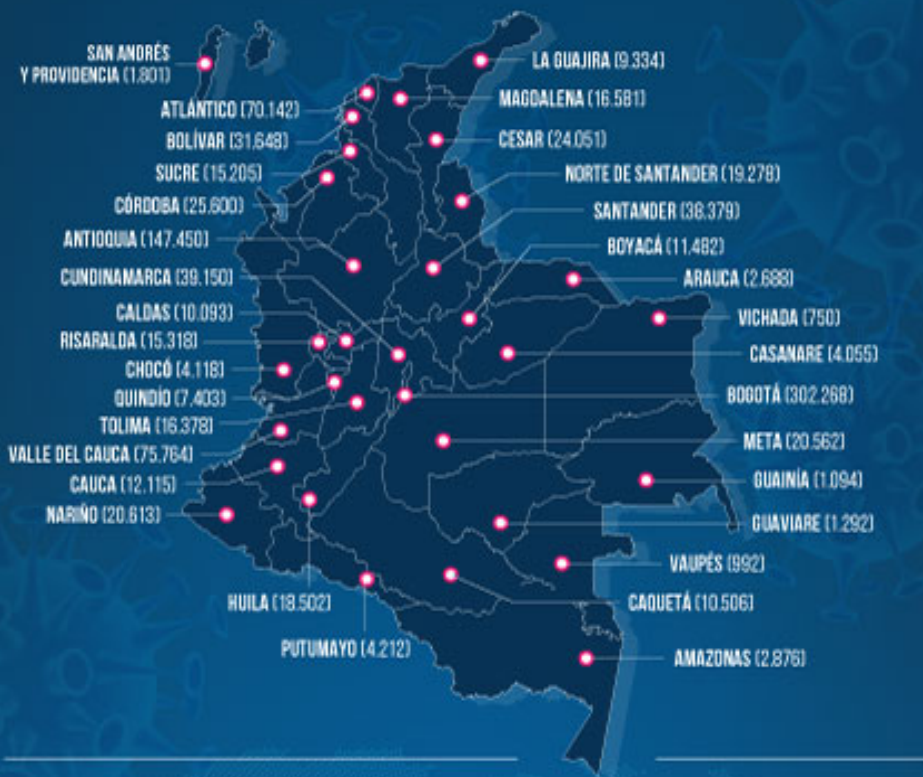 SAN ANDRÉS
Y PROVIDENCIA (1.801)
ATLÁNTICO (70.142)
BOLÍVAR (31.648)
SUCRE (15.205)
CÓRDOBA (25.600)
ANTIOQUIA (147.450)
CUNDINAMARCA (39.150)
CALDAS (10.093)
RISARALDA (15.318)
CHOCÓ (4.118)
QUINDÍO (7.403)
TOLIMA (16.378)
VALLE DEL CAUCA (75.764)
CAUCA (12.115)
NARIÑO (20.613)
HUILA (18.502)
PUTUMAYO (4.212)
LA GUAJIRA (9.334)
MAGDALENA (16.581)
CESAR (24.051)
NORTE DE SANTANDER (19.278)
SANTANDER (38.379)
BOYACÁ (11.482)
ARAUCA (2.688)
VICHADA (750)
CASANARE (4.055)
BOGOTÁ (302.268)
META (20.562)
GUAINÍA (1.094)
GUAVIARE (1.292)
VAUPÉS (992)
CAQUETÁ (10.506)
AMAZONAS (2.876)